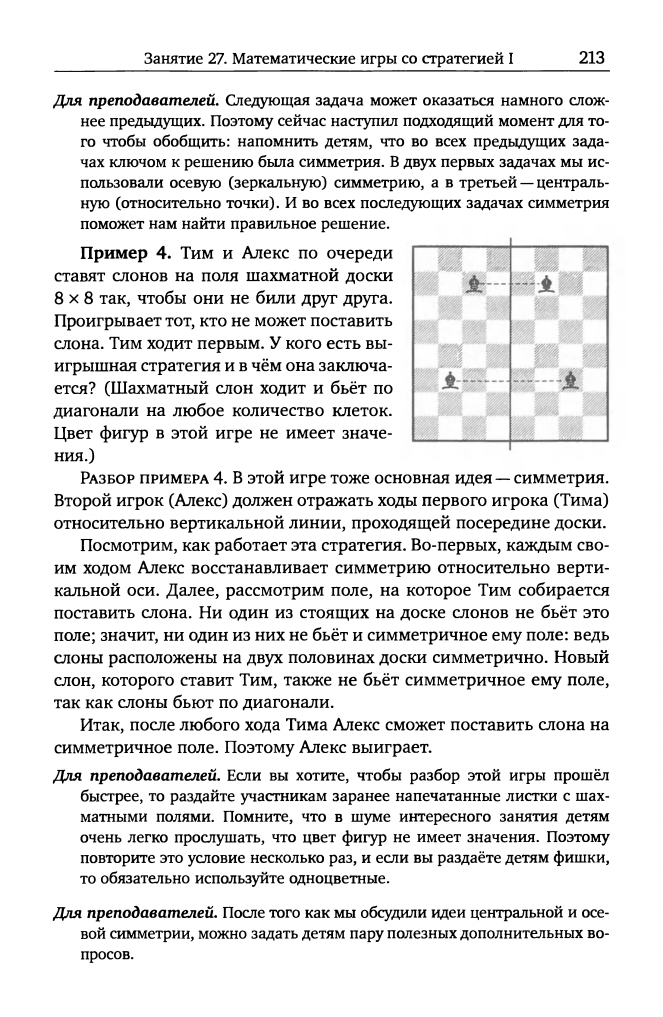 Занятие 27. Математические игры со стратегией I 213
Для преподавателей. Следующая задача может оказаться намного слож-
нее предыдущих. Поэтому сейчас наступил подходящий момент для то-
го чтобы обобщить: напомнить детям, что во всех предыдущих зада-
чах ключом к решению была симметрия. В двух первых задачах мы ис-
пользовали осевую (зеркальную) симметрию, а в третьей — централь-
ную (относительно точки). И во всех последующих задачах симметрия
поможет нам найти правильное решение.
Пример 4. Тим и Алекс по очереди
ставят слонов на поля шахматной доски
8 × 8 так, чтобы они не били друг друга.
Проигрывает тот, кто не может поставить
слона. Тим ходит первым. У кого есть вы-
игрышная стратегия и в чём она заключа-
ется? (Шахматный слон ходит и бьёт по
диагонали на любое количество клеток.
Цвет фигур в этой игре не имеет значе-
ния.)
Разбор примера 4. В этой игре тоже основная идея — симметрия.
Второй игрок (Алекс) должен отражать ходы первого игрока (Тима)
относительно вертикальной линии, проходящей посередине доски.
Посмотрим, как работает эта стратегия. Во-первых, каждым сво-
им ходом Алекс восстанавливает симметрию относительно верти-
кальной оси. Далее, рассмотрим поле, на которое Тим собирается
поставить слона. Ни один из стоящих на доске слонов не бьёт это
поле; значит, ни один из них не бьёт и симметричное ему поле: ведь
слоны расположены на двух половинах доски симметрично. Новый
слон, которого ставит Тим, также не бьёт симметричное ему поле,
так как слоны бьют по диагонали.
Итак, после любого хода Тима Алекс сможет поставить слона на
симметричное поле. Поэтому Алекс выиграет.
Для преподавателей. Если вы хотите, чтобы разбор этой игры прошёл
быстрее, то раздайте участникам заранее напечатанные листки с шах-
матными полями. Помните, что в шуме интересного занятия детям
очень легко прослушать, что цвет фигур не имеет значения. Поэтому
повторите это условие несколько раз, и если вы раздаёте детям фишки,
то обязательно используйте одноцветные.
Для преподавателей. После того как мы обсудили идеи центральной и осе-
вой симметрии, можно задать детям пару полезных дополнительных во-
просов.